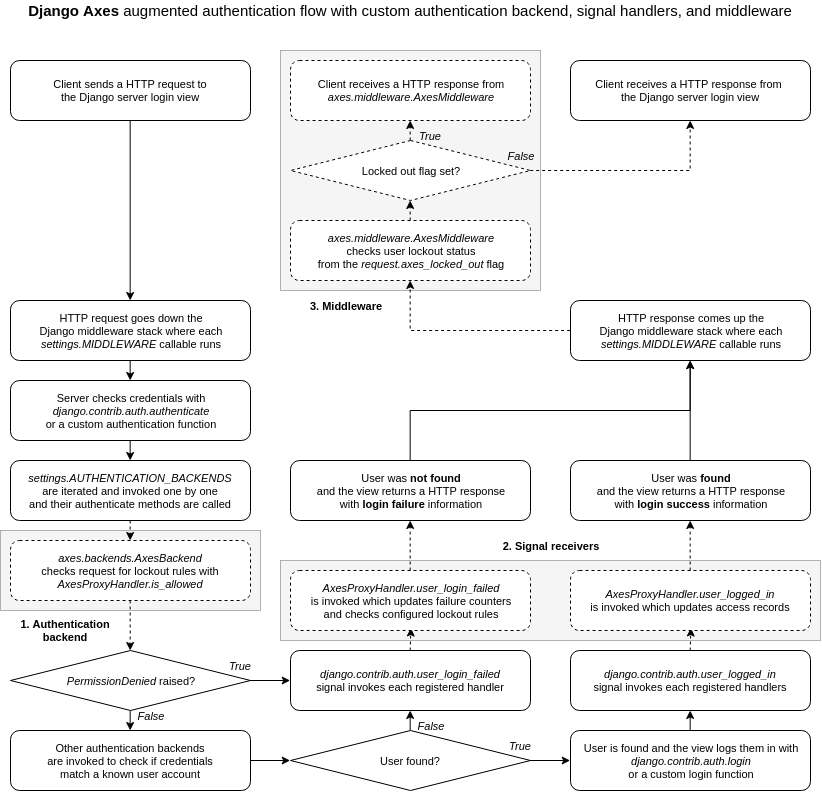 Django Axes augmented authentication flow with custom authentication backend, signal handlers, and middleware
Client sends a HTTP request to
the Django server login view
Client receives a HTTP response from
axes.middleware.AxesMiddleware
Client receives a HTTP response from
the Django server login view
True
Locked out flag set?
False
axes.middleware.AxesMiddleware
checks user lockout status
from the request.axes_locked_out flag
3. Middleware
HTTP request goes down the
Django middleware stack where each
settings.MIDDLEWARE callable runs
HTTP response comes up the
Django middleware stack where each
settings.MIDDLEWARE callable runs
Server checks credentials with
django.contrib.auth.authenticate
or a custom authentication function
settings.AUTHENTICATION_BACKENDS
are iterated and invoked one by one
and their authenticate methods are called
User was not found
and the view returns a HTTP response
with login failure information
User was found
and the view returns a HTTP response
with login success information
2. Signal receivers
axes.backends.AxesBackend
checks request for lockout rules with
AxesProxyHandler.is_allowed
AxesProxyHandler.user_login_failed
is invoked which updates failure counters
and checks configured lockout rules
AxesProxyHandler.user_logged_in
is invoked which updates access records
1. Authentication
backend
PermissionDenied raised?
True
False
django.contrib.auth.user_login_failed
signal invokes each registered handler
django.contrib.auth.user_logged_in
signal invokes each registered handlers
Other authentication backends
are invoked to check if credentials
match a known user account
User found?
False
True
User is found and the view logs them in with
django.contrib.auth.login
or a custom login function